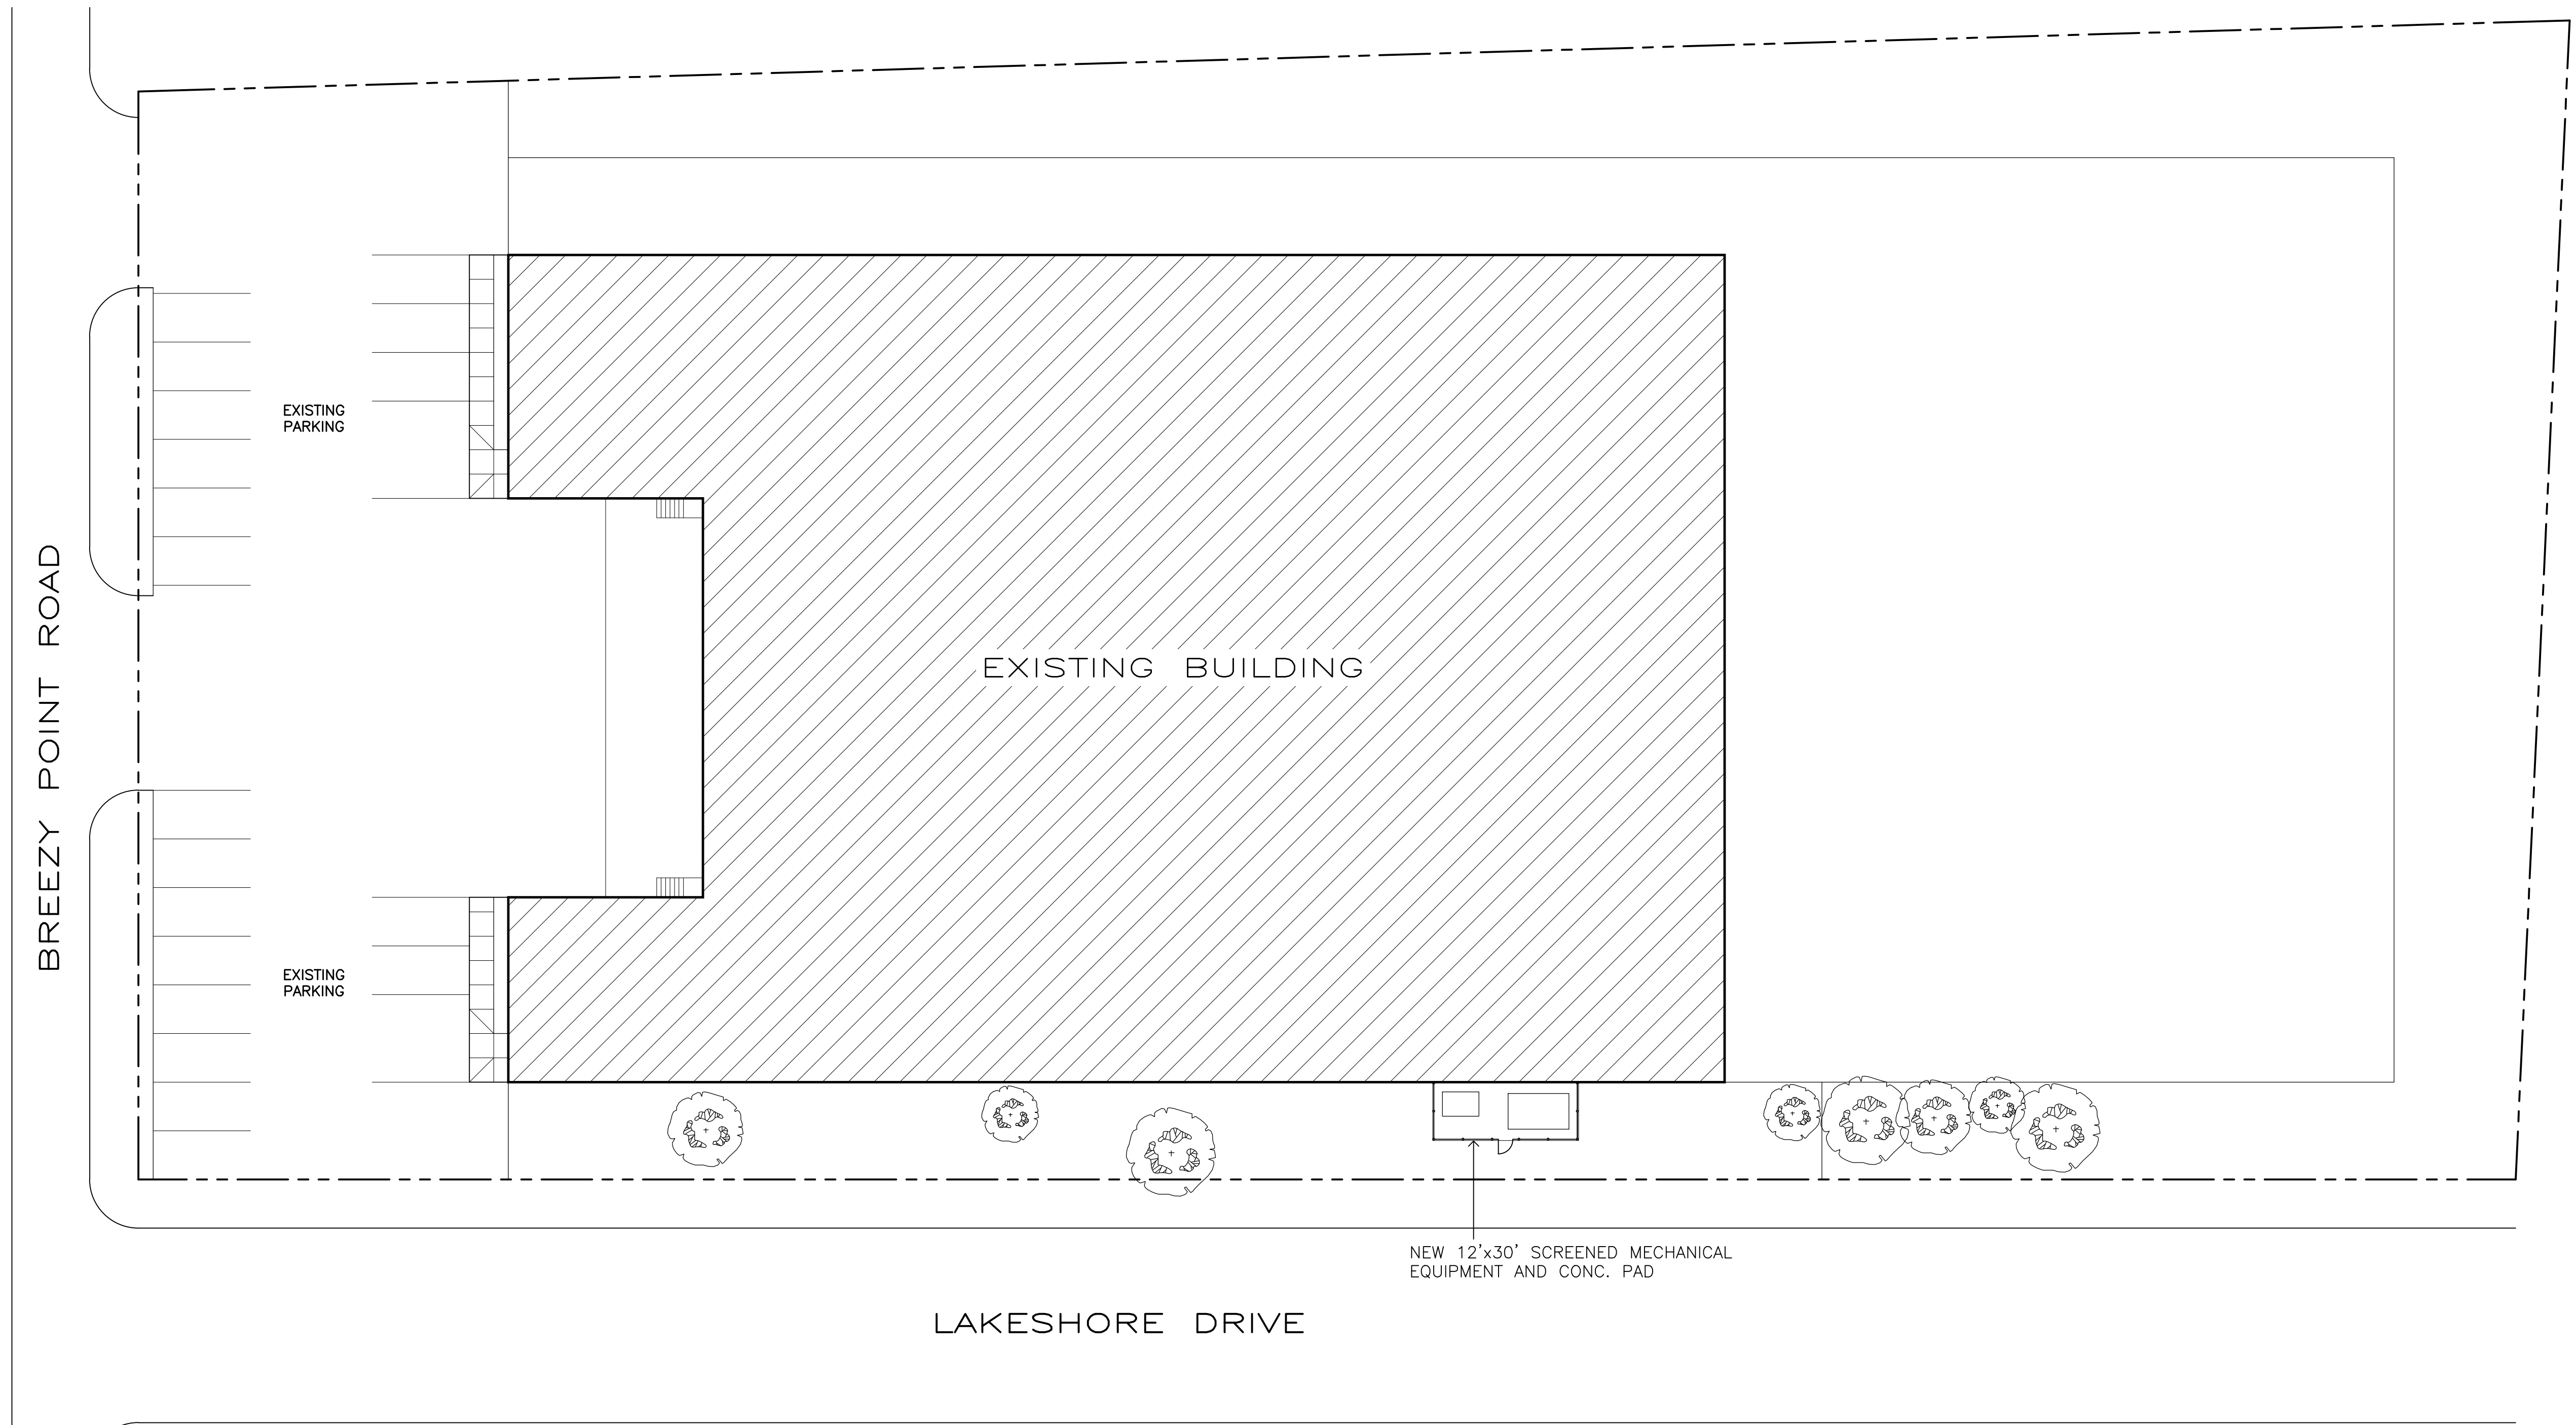 EXISTING
PARKING
BREEZY POINT ROAD
EXISTING BUILDING
EXISTING
PARKING
NEW 12'x30' SCREENED MECHANICAL
EQUIPMENT AND CONC. PAD
LAKESHORE DRIVE